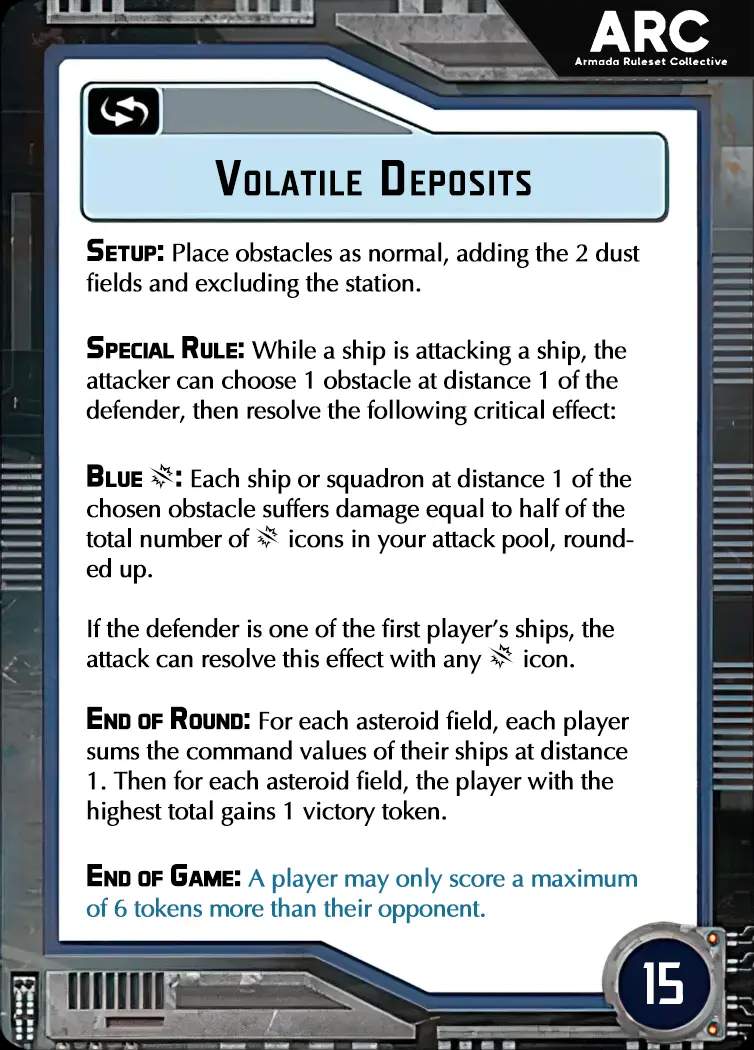 ARC
Armada Ruleset Collective
Volatile Deposits
Setup: Place obstacles as normal, adding the 2 dust
fields and excluding the station.
Special Rule: While a ship is attacking a ship, the
attacker can choose 1 obstacle at distance 1 of the
defender, then resolve the following critical effect:
Blue : Each ship or squadron at distance 1 of the
chosen obstacle suffers damage equal to half of the
total number of icons in your attack pool, round-
ed up.
If the defender is one of the first player's ships, the
attack can resolve this effect with any icon.
End of Round: For each asteroid field, each player
sums the command values of their ships at distance
1. Then for each asteroid field, the player with the
highest total gains 1 victory token.
End of Game: A player may only score a maximum
of 6 tokens more than their opponent.
15